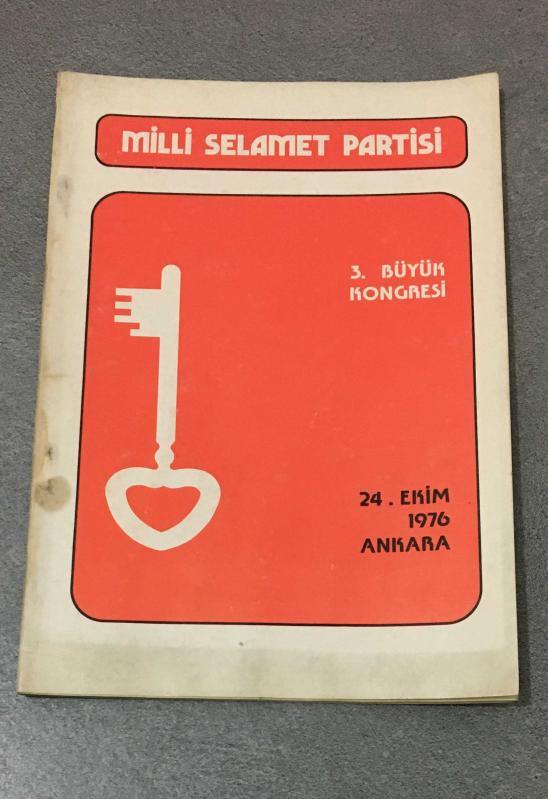 MİLLİ SELAMET PARTİSİ
3. BÜYÜK
KONGRESİ
24. EKİM
1976
ANKARA